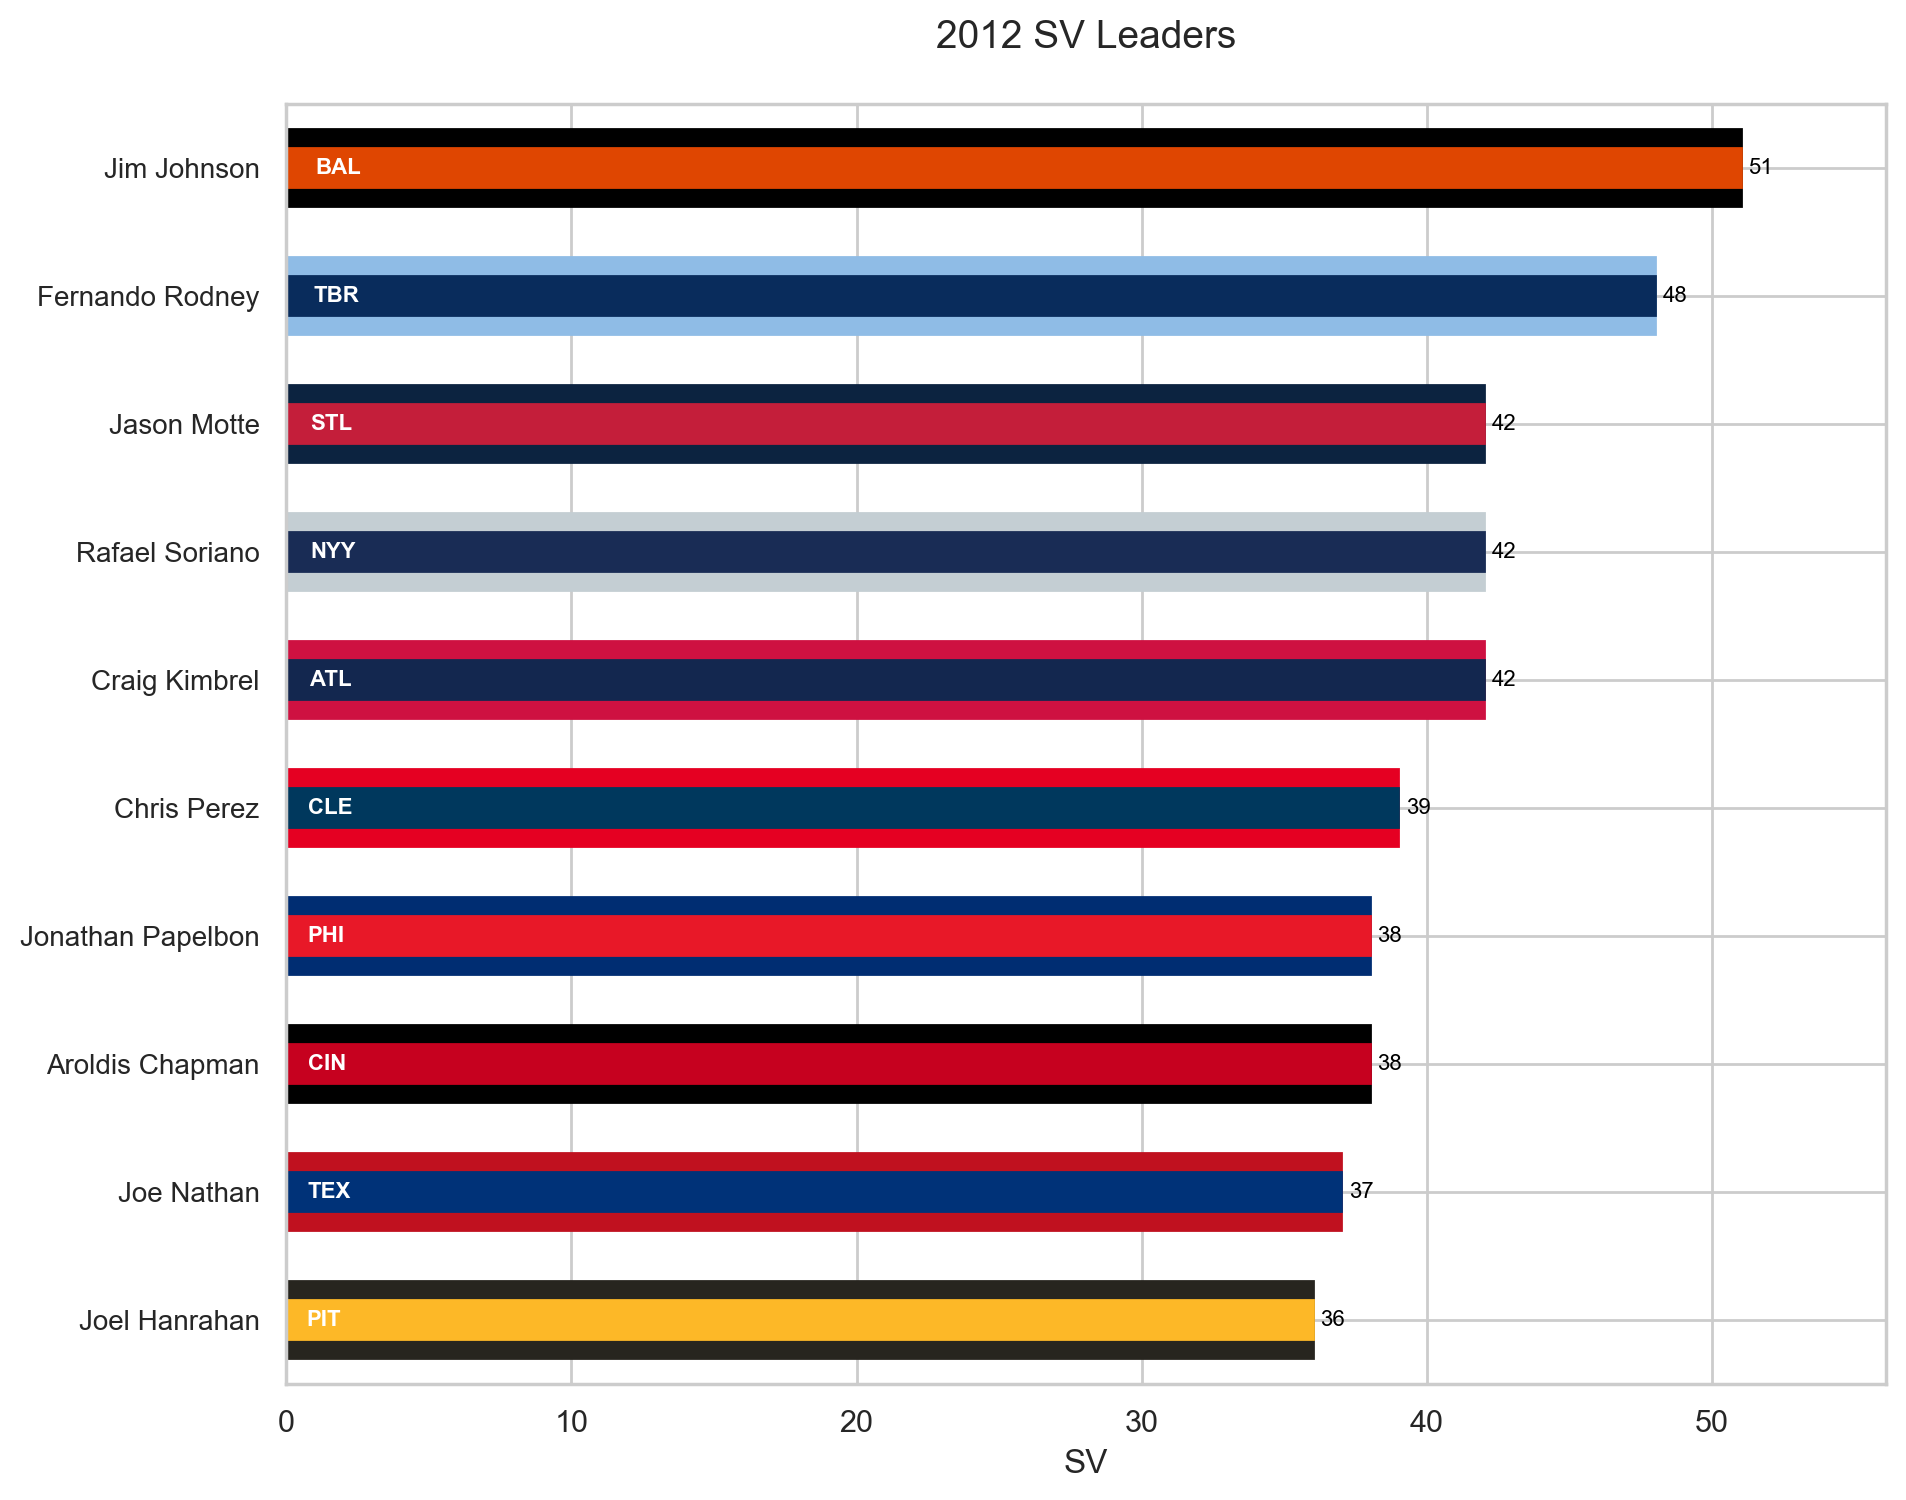 2012 SV Leaders
Jim Johnson BAL 51
Fernando Rodney TBR 48
Jason Motte STL 42
Rafael Soriano NYY 42
Craig Kimbrel ATL 42
Chris Perez CLE 39
Jonathan Papelbon PHI 38
Aroldis Chapman CIN 38
Joe Nathan TEX 37
Joel Hanrahan PIT 36
0 10 20 30 40 50
SV